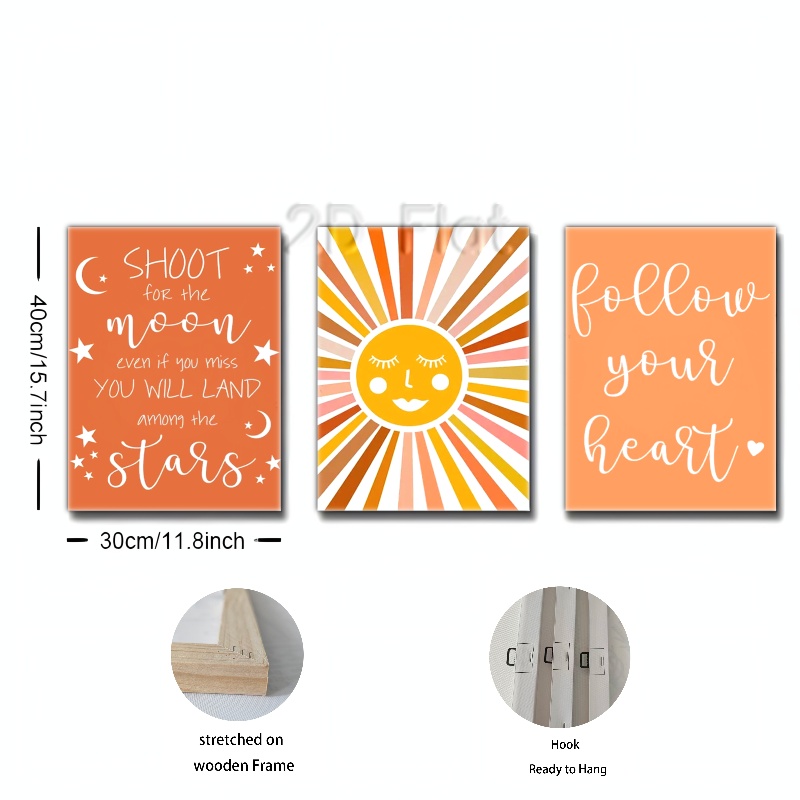 2D Flat
SHOOT
for the
moon
even if you miss
YOU WILL LAND
among the
stars
follow
your
heart
40cm/15.7inch
30cm/11.8inch
stretched on
wooden Frame
Hook
Ready to Hang